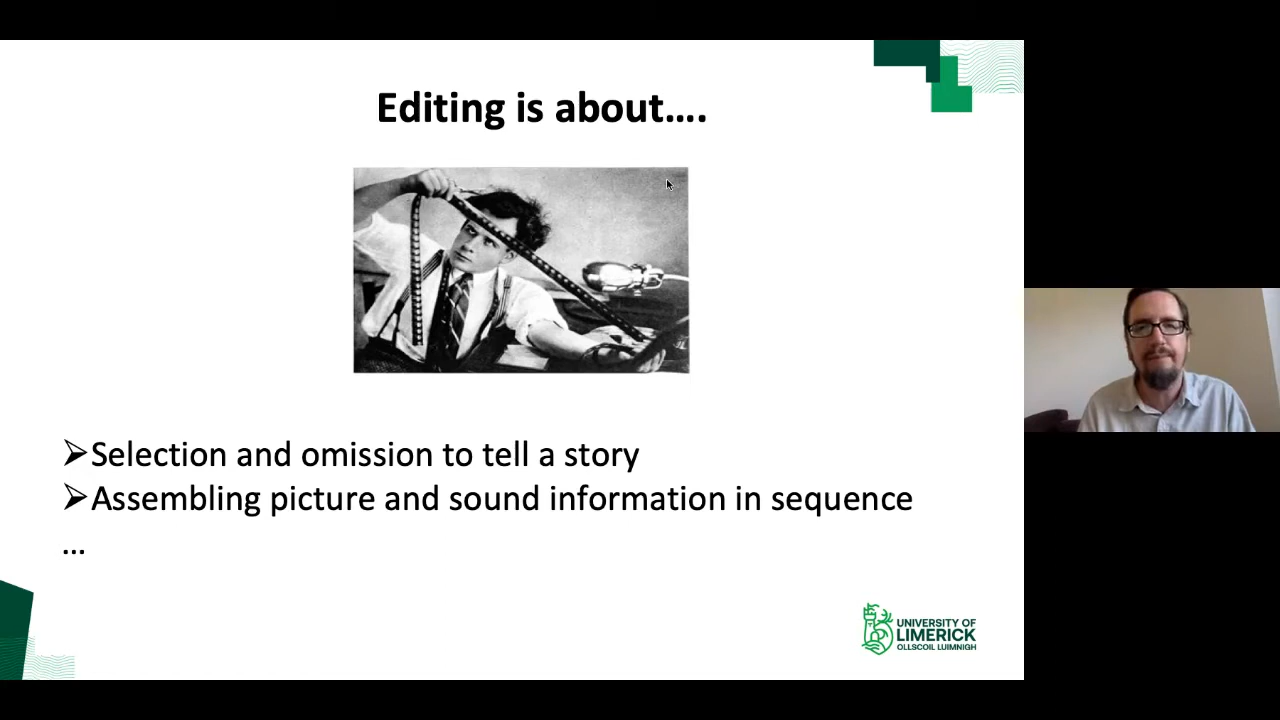 Editing is about....
➢Selection and omission to tell a story
➢Assembling picture and sound information in sequence
...
UNIVERSITY OF
LIMERICK
OLLSCOIL LUIMNIGH